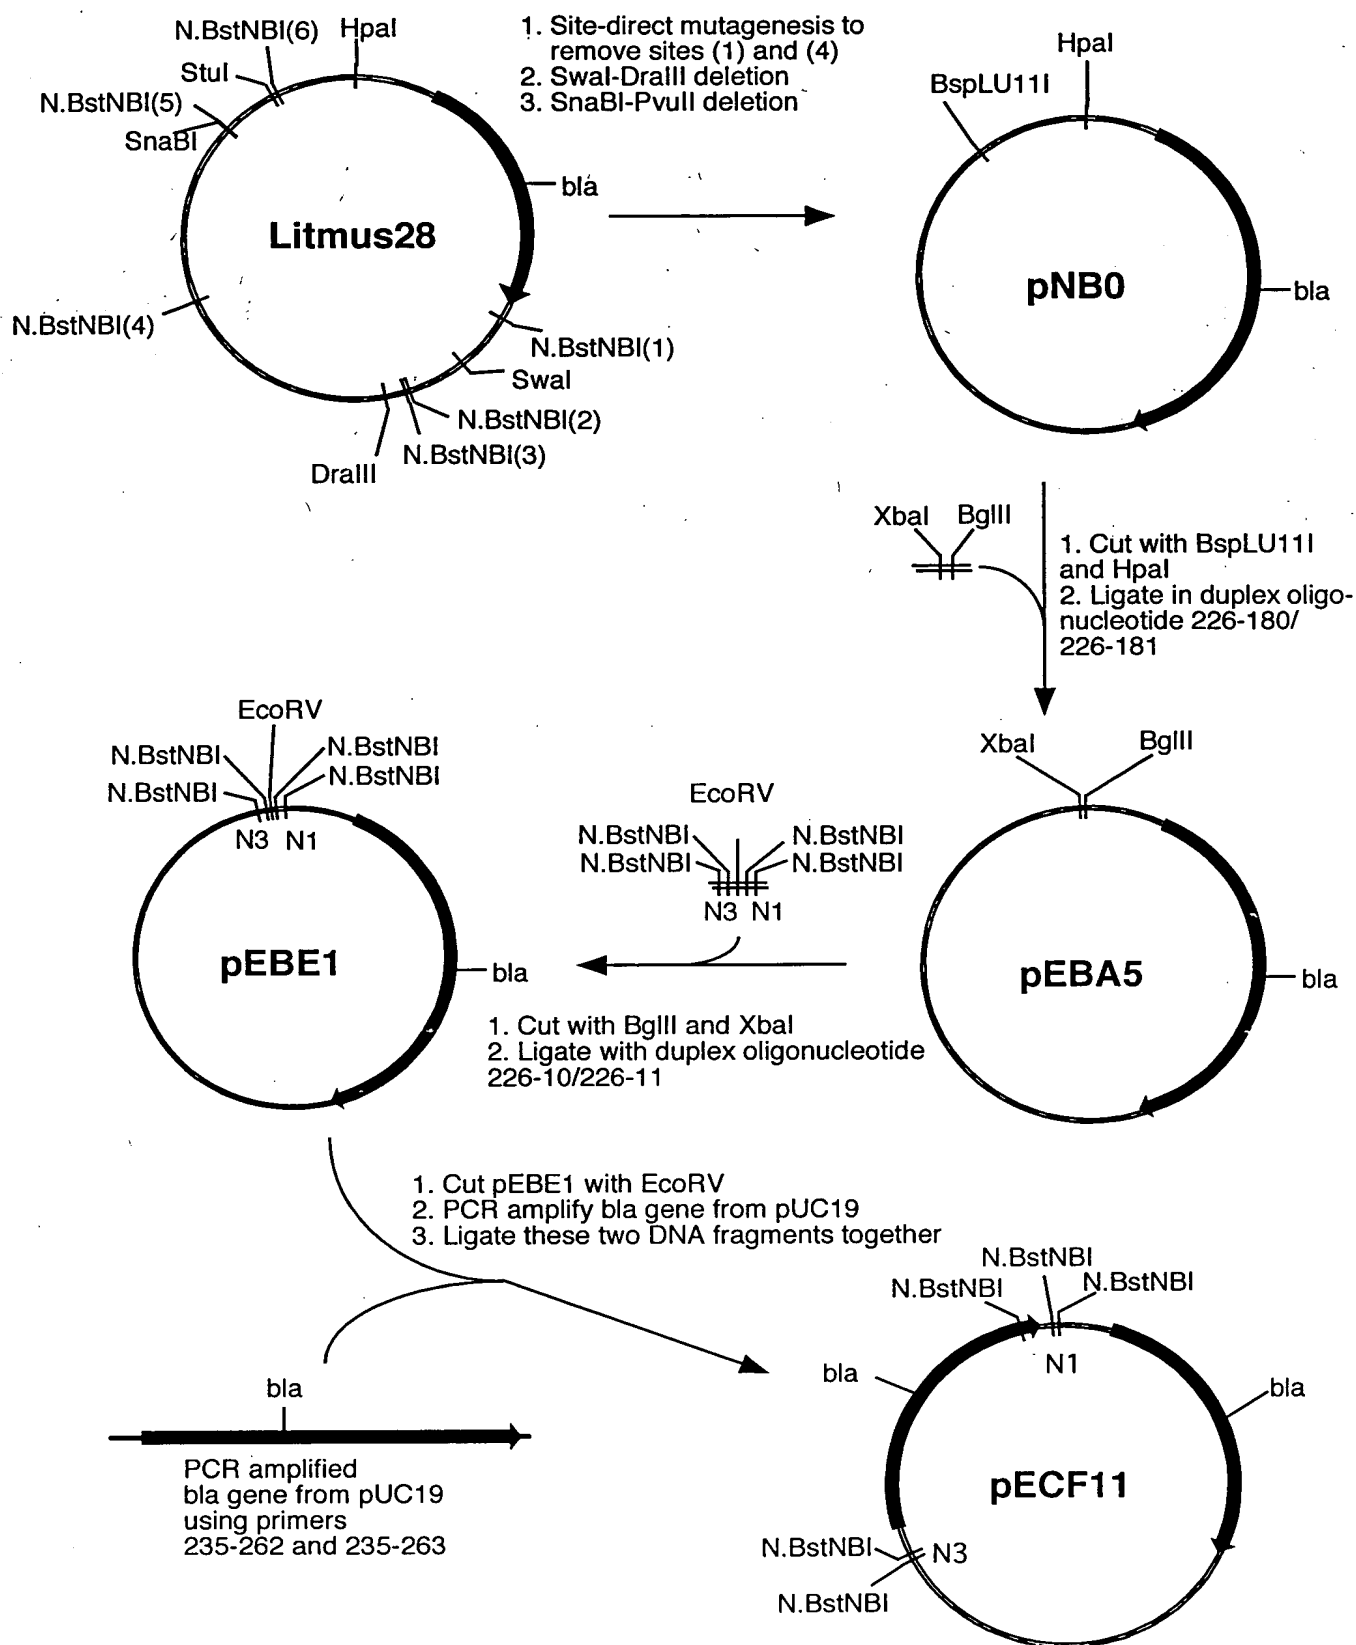 N.BstNBI(6)
HpaI
StuI
N.BstNBI(5)
SnaBI
bla
Litmus28
N.BstNBI(4)
N.BstNBI(1)
SwaI
N.BstNBI(2)
N.BstNBI(3)
DraIII
1. Site-direct mutagenesis to
remove sites (1) and (4)
2. SwaI-DraIII deletion
3. SnaBI-PvuII deletion
HpaI
BspLU11I
pNB0
bla
XbaI BglII
1. Cut with BspLU11I
and HpaI
2. Ligate in duplex oligo-
nucleotide 226-180/
226-181
XbaI
BglII
pEBA5
bla
EcoRV
N.BstNBI
N.BstNBI
N.BstNBI
N.BstNBI
N3 N1
1. Cut with BglII and XbaI
2. Ligate with duplex oligonucleotide
226-10/226-11
EcoRV
N.BstNBI
N.BstNBI
N.BstNBI
N.BstNBI
N3 N1
pEBE1
bla
1. Cut pEBE1 with EcoRV
2. PCR amplify bla gene from pUC19
3. Ligate these two DNA fragments together
bla
PCR amplified
bla gene from pUC19
using primers
235-262 and 235-263
N.BstNBI
N.BstNBI
N.BstNBI
N1
bla
bla
pECF11
N.BstNBI
N3
N.BstNBI